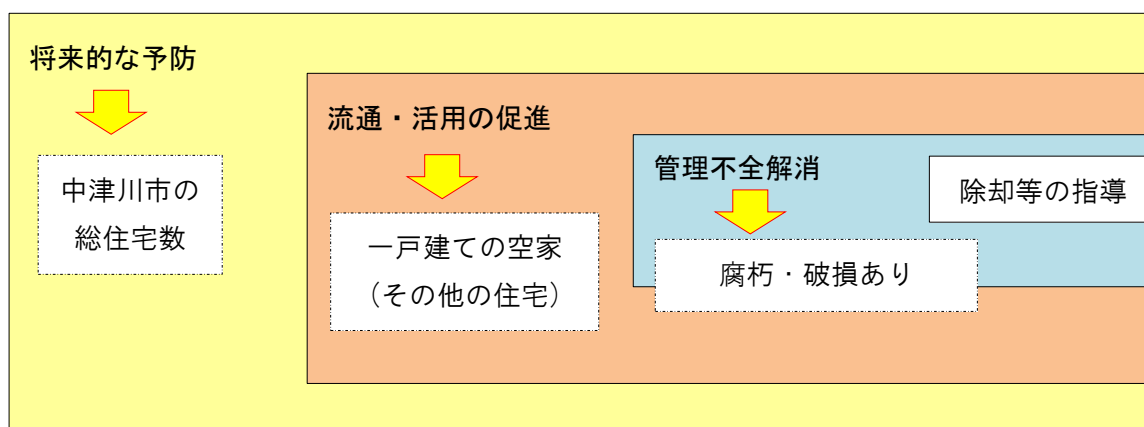 将来的な予防
中津川市の
総住宅数
流通・活用の促進
一戸建ての空家
（その他の住宅）
管理不全解消
腐朽・破損あり
除却等の指導